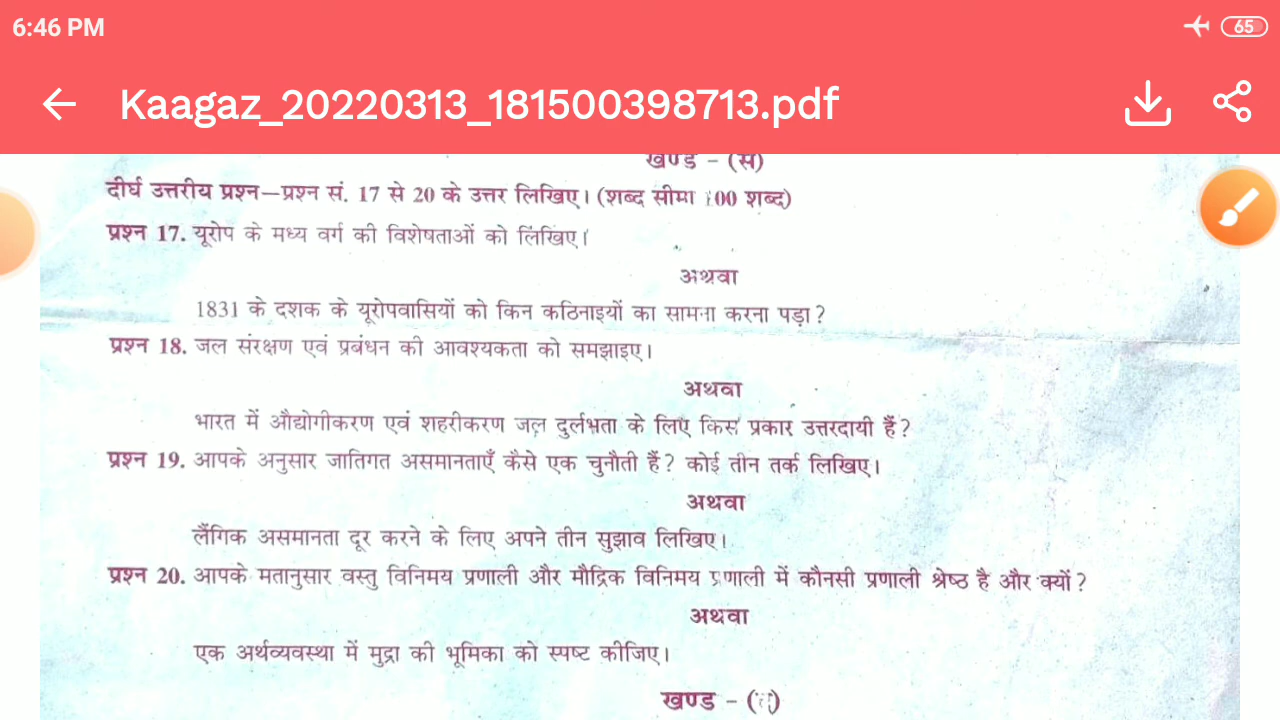 6:46 PM
65
Kaagaz_20220313_181500398713.pdf
खण्ड - (स)
दीर्घ उत्तरीय प्रश्न—प्रश्न सं. 17 से 20 के उत्तर लिखिए। (शब्द सीमा 100 शब्द)
प्रश्न 17. यूरोप के मध्य वर्ग की विशेषताओं को लिखिए।
अथवा
1831 के दशक के यूरोपवासियों को किन कठिनाइयों का सामना करना पड़ा?
प्रश्न 18. जल संरक्षण एवं प्रबंधन की आवश्यकता को समझाइए।
अथवा
भारत में औद्योगीकरण एवं शहरीकरण जल दुर्लभता के लिए किस प्रकार उत्तरदायी हैं?
प्रश्न 19. आपके अनुसार जातिगत असमानताएँ कैसे एक चुनौती हैं? कोई तीन तर्क लिखिए।
अथवा
लैंगिक असमानता दूर करने के लिए अपने तीन सुझाव लिखिए।
प्रश्न 20. आपके मतानुसार वस्तु विनिमय प्रणाली और मौद्रिक विनिमय प्रणाली में कौनसी प्रणाली श्रेष्ठ है और क्यों?
अथवा
एक अर्थव्यवस्था में मुद्रा की भूमिका को स्पष्ट कीजिए।
खण्ड -